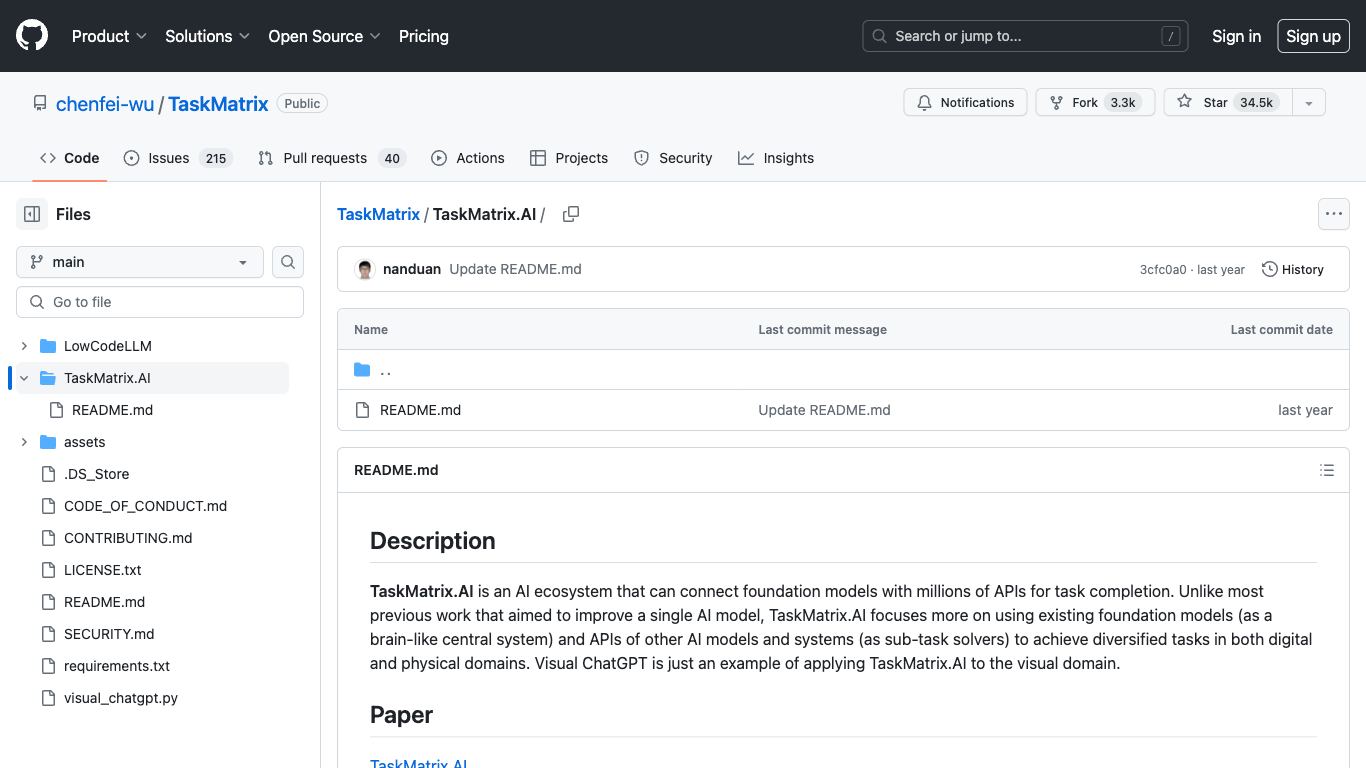 Product Solutions Open Source Pricing Search or jump to... / Sign in Sign up
chenfei-wu / TaskMatrix Public Notifications Fork 3.3k Star 34.5k
Code Issues 215 Pull requests 40 Actions Projects Security Insights
Files
main
Go to file
LowCodeLLM
TaskMatrix.AI
README.md
assets
.DS_Store
CODE_OF_CONDUCT.md
CONTRIBUTING.md
LICENSE.txt
README.md
SECURITY.md
requirements.txt
visual_chatgpt.py
TaskMatrix / TaskMatrix.AI /
nanduan Update README.md 3cfc0a0 · last year History
Name Last commit message Last commit date
..
README.md Update README.md last year
README.md
Description
TaskMatrix.AI is an AI ecosystem that can connect foundation models with millions of APIs for task completion. Unlike most
previous work that aimed to improve a single AI model, TaskMatrix.AI focuses more on using existing foundation models (as a
brain-like central system) and APIs of other AI models and systems (as sub-task solvers) to achieve diversified tasks in both digital
and physical domains. Visual ChatGPT is just an example of applying TaskMatrix.AI to the visual domain.
Paper
TaskMatrix.AI